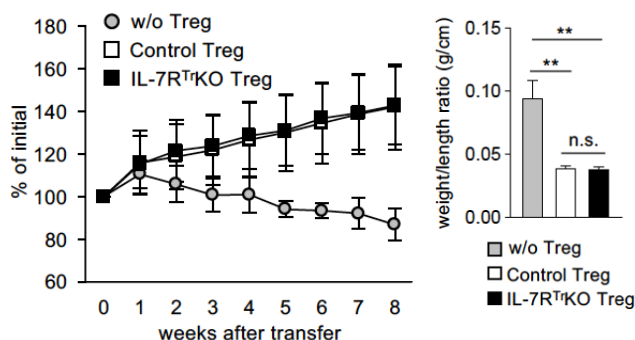 w/o Treg
Control Treg
IL-7R^TrKO Treg
180
160
140
120
100
80
60
% of initial
0 1 2 3 4 5 6 7 8
weeks after transfer
**
**
n.s.
0.15
0.10
0.05
0.00
weight/length ratio (g/cm)
w/o Treg
Control Treg
IL-7R^TrKO Treg